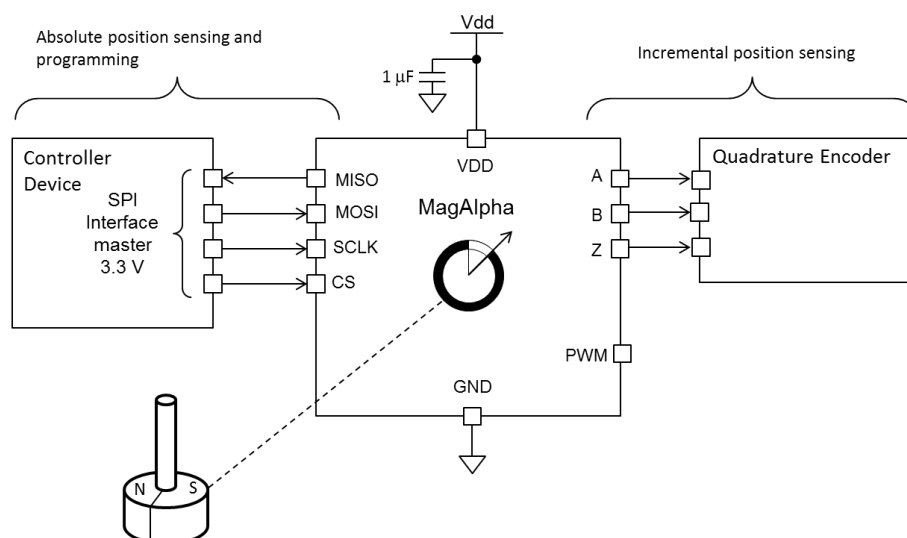 Absolute position sensing and
programming
Vdd
1 µF
Incremental position sensing
Controller
Device
SPI
Interface
master
3.3 V
MISO
MOSI
SCLK
CS
VDD
MagAlpha
GND
A
B
Z
PWM
Quadrature Encoder
N
S